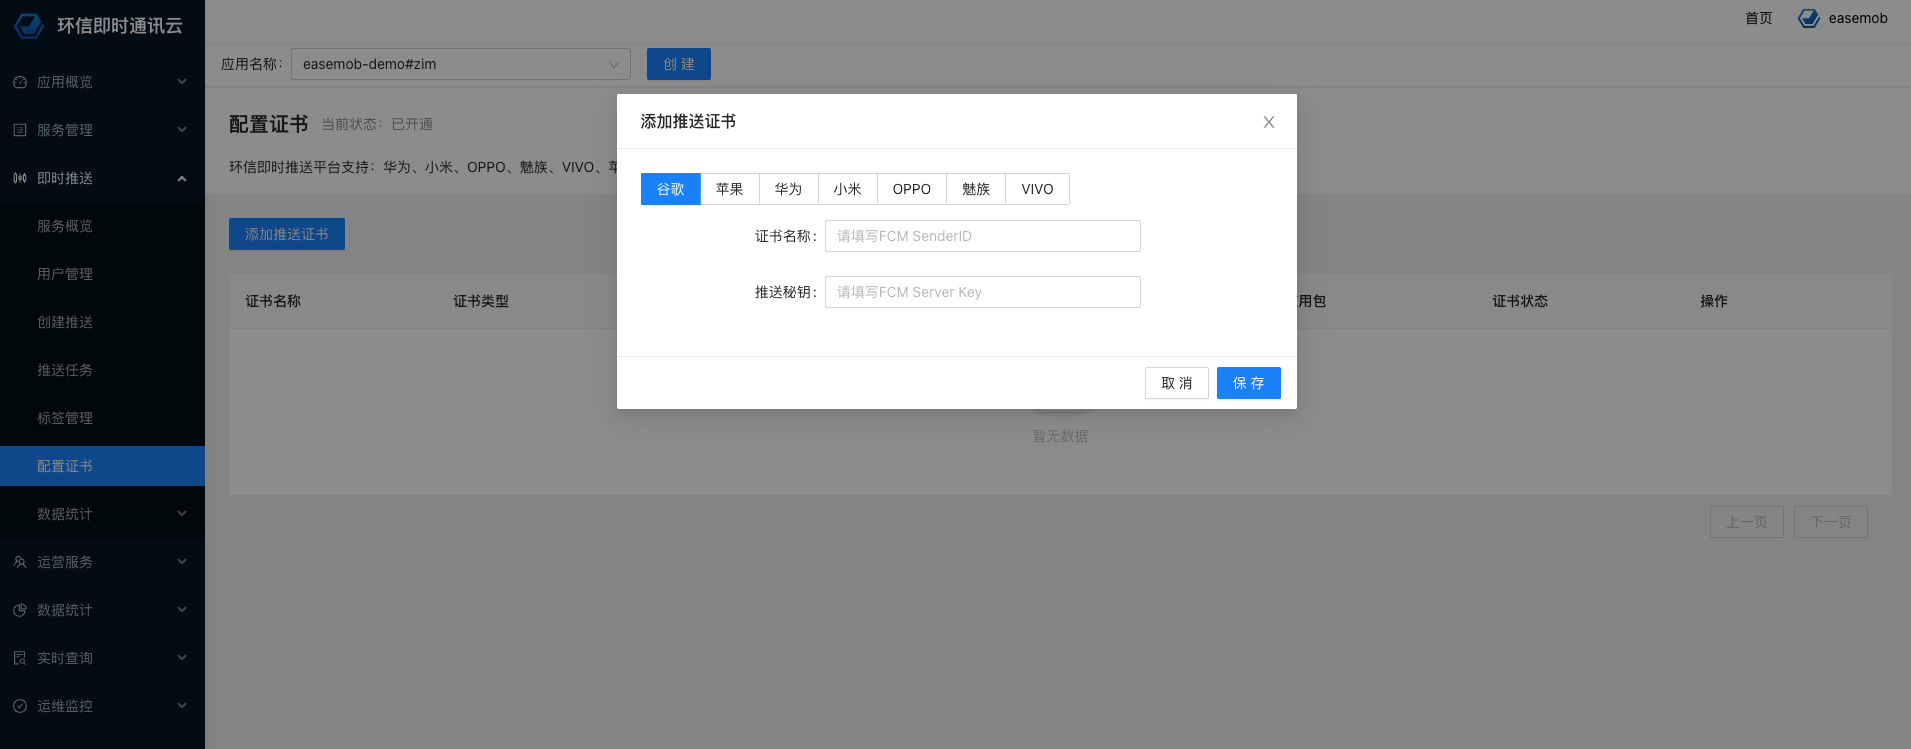 环信即时通讯云
首页
easemob
应用名称：
easemob-demo#zim
创 建
应用概览
服务管理
即时推送
服务概览
用户管理
创建推送
推送任务
标签管理
配置证书
数据统计
运营服务
数据统计
实时查询
运维监控
配置证书 当前状态：已开通
环信即时推送平台支持：华为、小米、OPPO、魅族、VIVO、
添加推送证书
证书名称 证书类型 用包 证书状态 操作
暂无数据
上一页 下一页
添加推送证书
谷歌 苹果 华为 小米 OPPO 魅族 VIVO
证书名称： 请填写FCM SenderID
推送秘钥： 请填写FCM Server Key
取 消 保 存